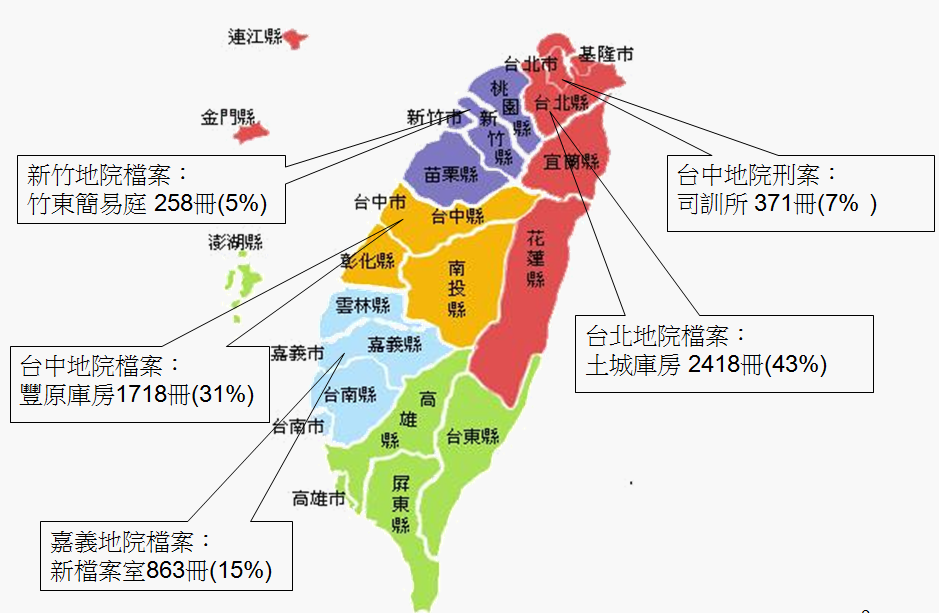 連江縣
基隆市
台北市
金門縣
桃園縣
台北縣
新竹市
新竹縣
宜蘭縣
新竹地院檔案：
竹東簡易庭 258冊(5%)
苗栗縣
台中地院刑案：
司訓所 371冊(7% )
台中市
台中縣
澎湖縣
花蓮縣
彰化縣
南投縣
雲林縣
台北地院檔案：
土城庫房 2418冊(43%)
嘉義市
嘉義縣
台中地院檔案：
豐原庫房1718冊(31%)
台南縣
高雄縣
台南市
台東縣
高雄市
屏東縣
嘉義地院檔案：
新檔案室863冊(15%)